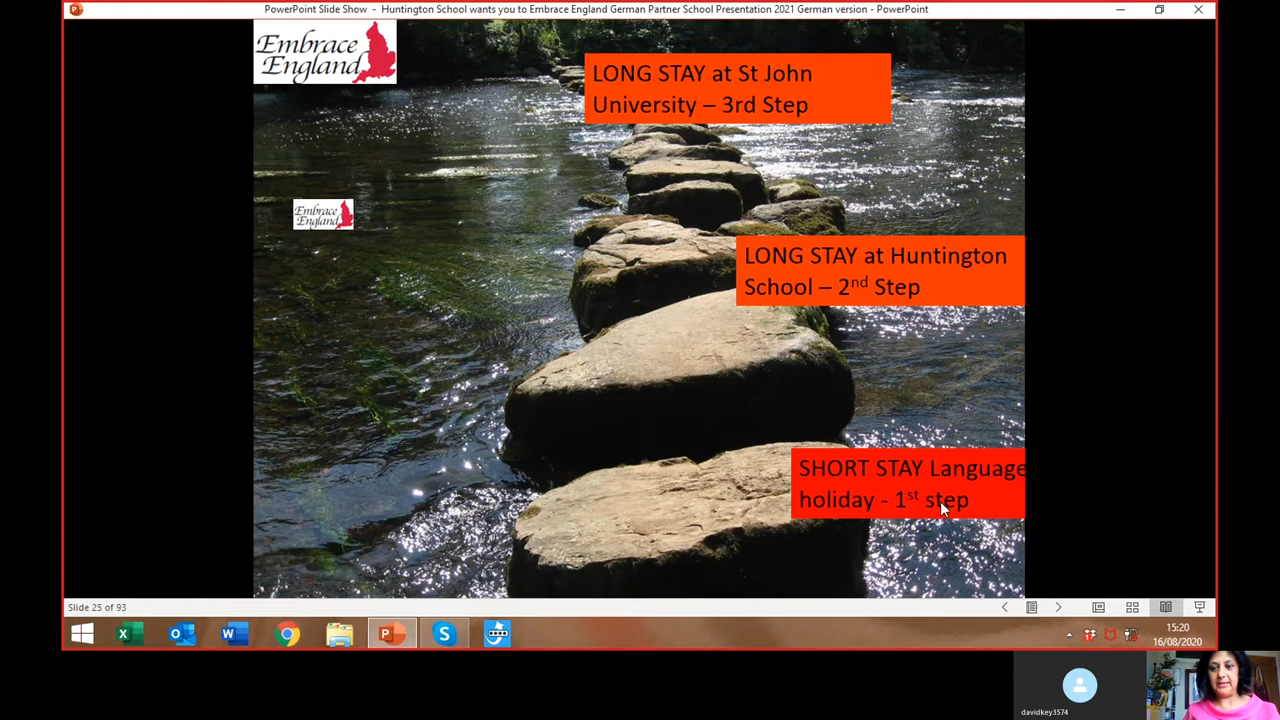 PowerPoint Slide Show - Huntington School wants you to Embrace England German Partner School Presentation 2021 German version - PowerPoint
Embrace
England
LONG STAY at St John
University – 3rd Step
Embrace
England
LONG STAY at Huntington
School – 2nd Step
SHORT STAY Language
holiday - 1st step
Slide 25 of 93
15:20
16/08/2020
davidkey3574